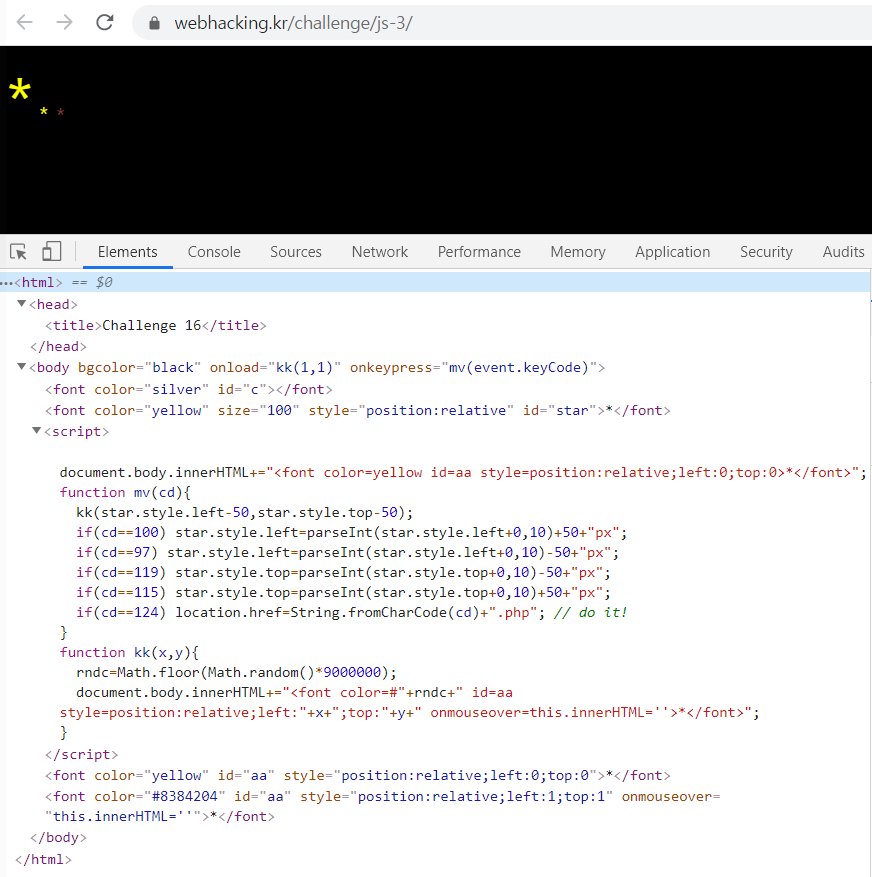 webhacking.kr/challenge/js-3/
*
* *
Elements Console Sources Network Performance Memory Application Security Audits
…<html> == $0
▼<head>
<title>Challenge 16</title>
</head>
▼<body bgcolor="black" onload="kk(1,1)" onkeypress="mv(event.keyCode)">
<font color="silver" id="c"></font>
<font color="yellow" size="100" style="position:relative" id="star">*</font>
▼<script>
document.body.innerHTML+="<font color=yellow id=aa style=position:relative;left:0;top:0>*</font>";
function mv(cd){
kk(star.style.left-50,star.style.top-50);
if(cd==100) star.style.left=parseInt(star.style.left+0,10)+50+"px";
if(cd==97) star.style.left=parseInt(star.style.left+0,10)-50+"px";
if(cd==119) star.style.top=parseInt(star.style.top+0,10)-50+"px";
if(cd==115) star.style.top=parseInt(star.style.top+0,10)+50+"px";
if(cd==124) location.href=String.fromCharCode(cd)+".php"; // do it!
}
function kk(x,y){
rndc=Math.floor(Math.random()*9000000);
document.body.innerHTML+="<font color=#"+rndc+" id=aa
style=position:relative;left:"+x+";top:"+y+" onmouseover=this.innerHTML=''>*</font>";
}
</script>
<font color="yellow" id="aa" style="position:relative;left:0;top:0">*</font>
<font color="#8384204" id="aa" style="position:relative;left:1;top:1" onmouseover=
"this.innerHTML=''">*</font>
</body>
</html>